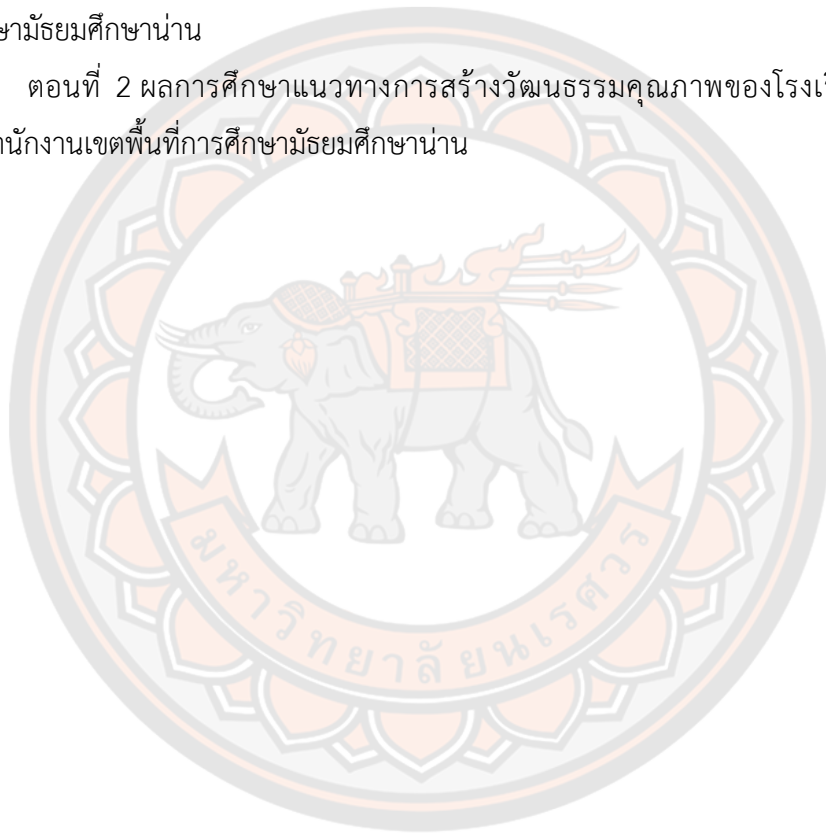 ษามัธยมศึกษาน่าน
ตอนที่ 2 ผลการศึกษาแนวทางการสร้างวัฒนธรรมคุณภาพของโรงเรี
นักงานเขตพื้นที่การศึกษามัธยมศึกษาน่าน
มหาวิทยาลัยนเรศวร